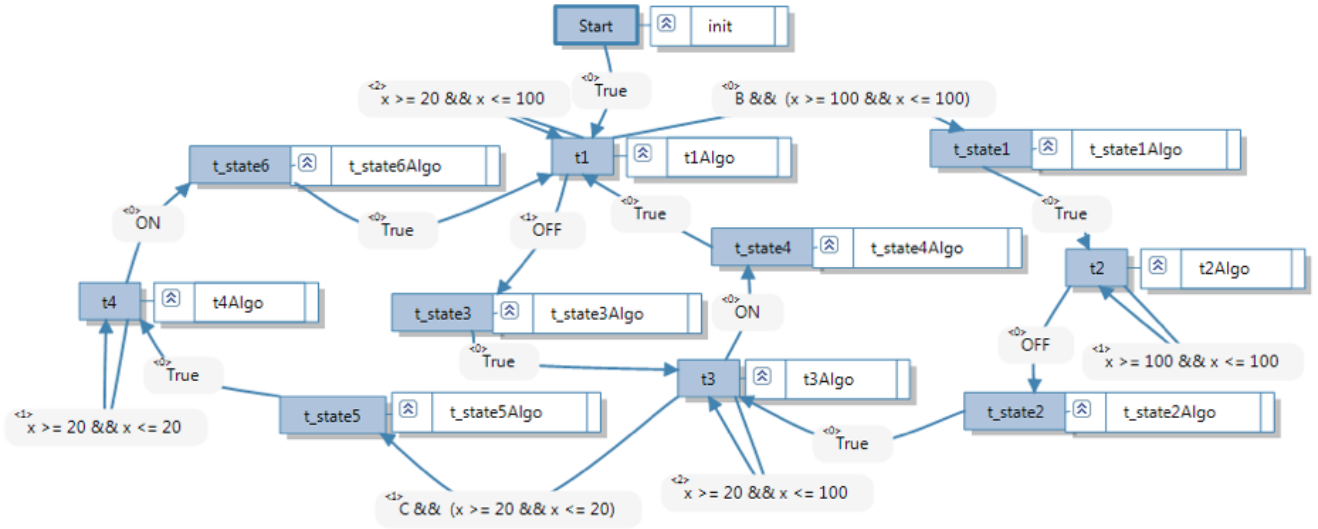 Start
init
<2>
x >= 20 && x <= 100
<0>
True
<0>
B && (x >= 100 && x <= 100)
t_state6
t_state6Algo
t1
t1Algo
t_state1
t_state1Algo
<0>
ON
<0>
True
<1>
OFF
<0>
True
<0>
True
t_state4
t_state4Algo
t2
t2Algo
t4
t4Algo
t_state3
t_state3Algo
<0>
ON
<0>
True
<0>
True
<0>
OFF
<1>
x >= 100 && x <= 100
t3
t3Algo
<1>
x >= 20 && x <= 20
t_state5
t_state5Algo
t_state2
t_state2Algo
<0>
True
<1>
C && (x >= 20 && x <= 20)
<2>
x >= 20 && x <= 100